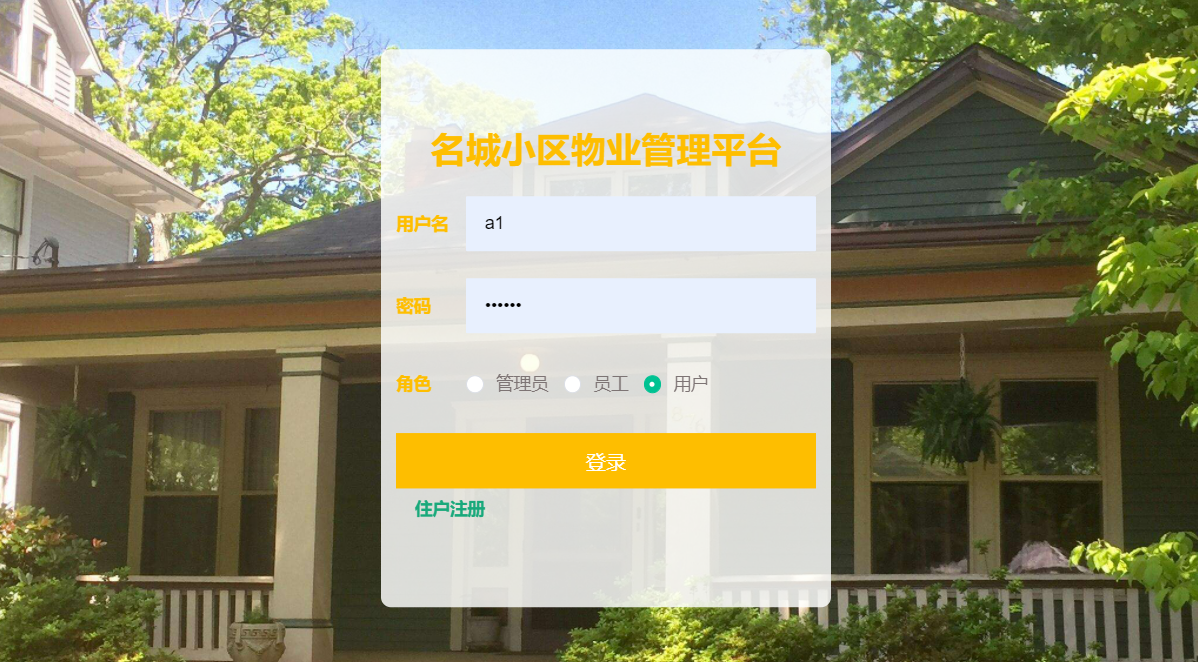 名城小区物业管理平台
用户名 a1
密码 ••••••
角色 管理员 员工 用户
登录
住户注册